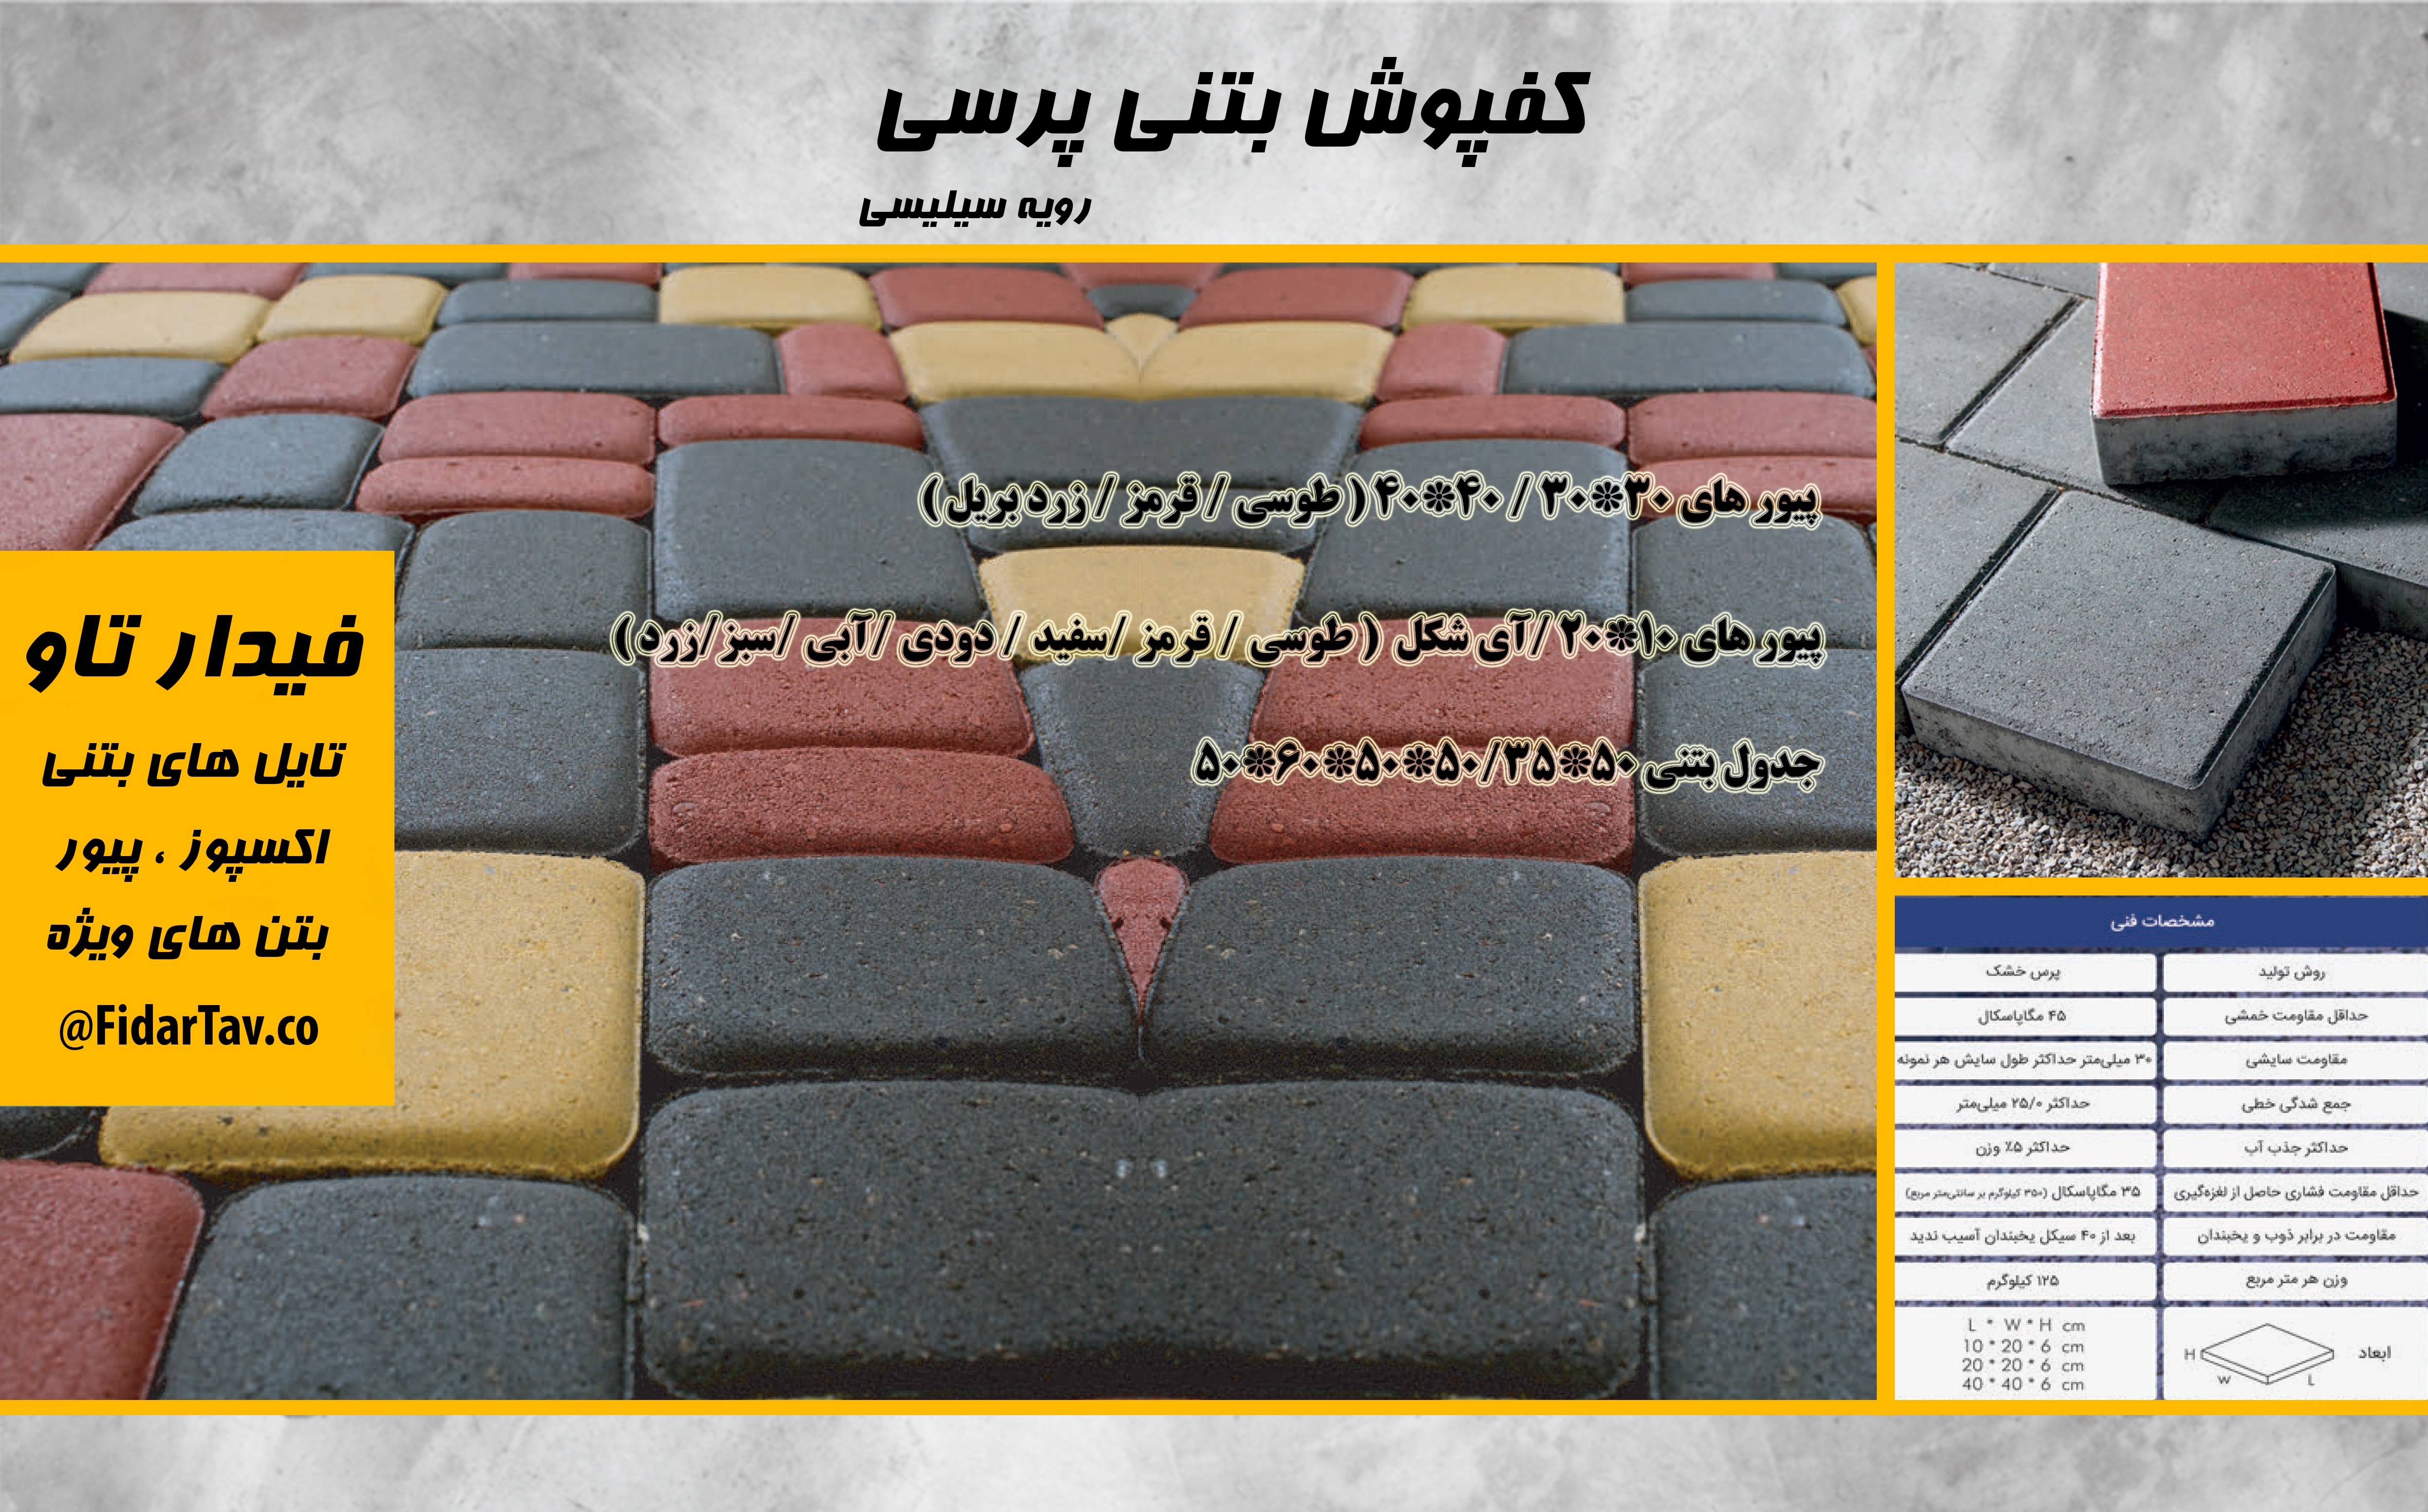 کفپوش بتنی پرسی
رویه سیلیسی
پیور های ۳۰*۳۰ / ۴۰*۴۰ ( طوسی / قرمز / زرد بریل)
پیور های ۱۰*۲۰ /آی شکل ( طوسی / قرمز /سفید / دودی /آبی /سبز /زرد )
جدول بتنی ۵۰*۳۵/۵۰*۵۰*۶۰*۵۰
فیدار تاو
تایل های بتنی
اکسپوز ، پیور
بتن های ویژه
@FidarTav.co
مشخصات فنی
روش تولید پرس خشک
حداقل مقاومت خمشی ۴۵ مگاپاسکال
مقاومت سایشی ۳۰ میلی‌متر حداکثر طول سایش هر نمونه
جمع شدگی خطی حداکثر ۲۵/۰ میلی‌متر
حداکثر جذب آب حداکثر ۵٪ وزن
حداقل مقاومت فشاری حاصل از لغزه‌گیری ۳۵ مگاپاسکال (۳۵۰ کیلوگرم بر سانتی‌متر مربع)
مقاومت در برابر ذوب و یخبندان بعد از ۴۰ سیکل یخبندان آسیب ندید
وزن هر متر مربع ۱۲۵ کیلوگرم
ابعاد
H W L
L * W * H cm
10 * 20 * 6 cm
20 * 20 * 6 cm
40 * 40 * 6 cm